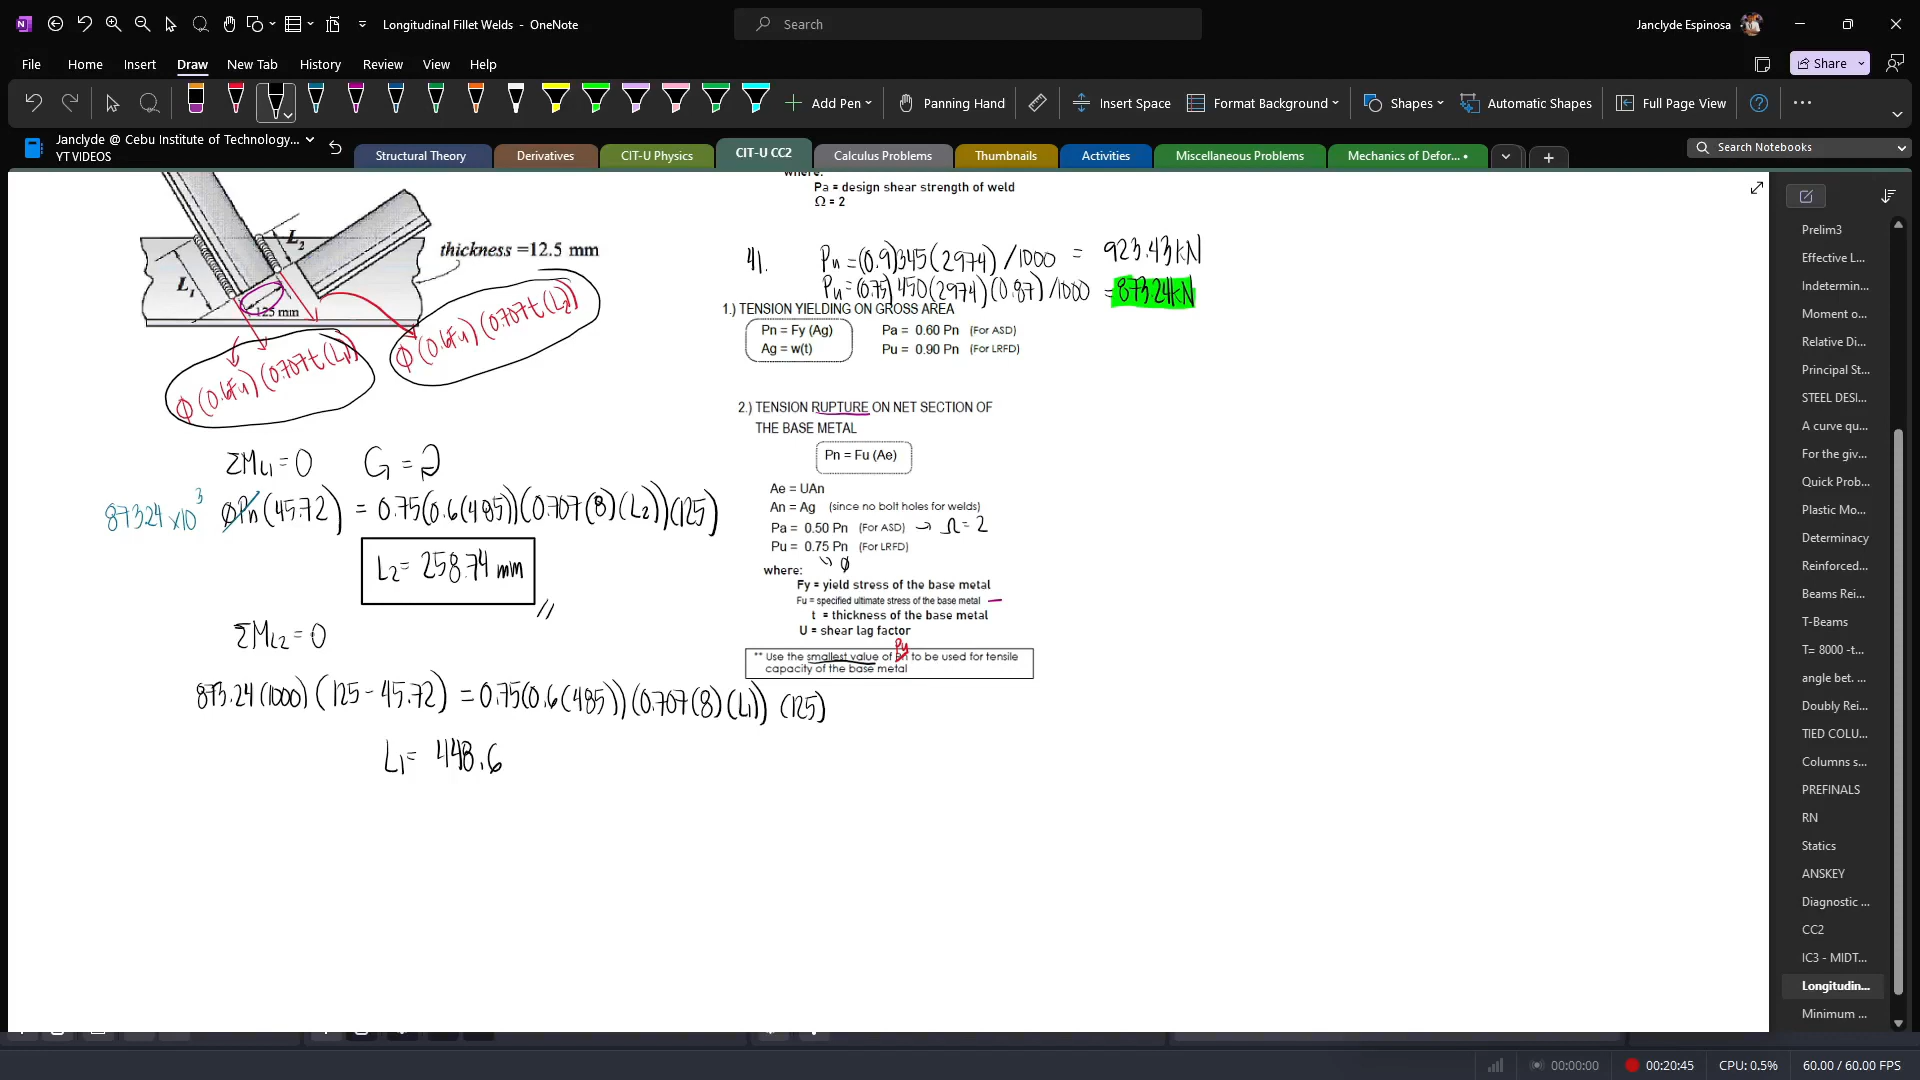 Longitudinal Fillet Welds - OneNote
Search
Janclyde Espinosa
File Home Insert Draw New Tab History Review View Help
Share
Add Pen
Panning Hand
Insert Space
Format Background
Shapes
Automatic Shapes
Full Page View
Janclyde @ Cebu Institute of Technology...
YT VIDEOS
Structural Theory
Derivatives
CIT-U Physics
CIT-U CC2
Calculus Problems
Thumbnails
Activities
Miscellaneous Problems
Mechanics of Defor... •
Search Notebooks
L1
L2
125 mm
thickness =12.5 mm
ϕ(0.6Fu)(0.707t(L1)
ϕ(0.6Fu)(0.707t(L2)
ΣML1=0
87324x10³ ϕPn(45.72) = 0.75(0.6(485))(0.707(8)(L2))(125)
L2= 258.74 mm
ΣML2=0
873.24(1000)(125-45.72) =0.75(0.6(485))(0.707(8)(L1))(125)
L1= 448.6
where:
Pa = design shear strength of weld
Ω = 2
41. Pu=(0.9)345(2974)/1000 = 923.43kN
Pu=(0.75)450(2974)(0.87)/1000 =873.24kN
1.) TENSION YIELDING ON GROSS AREA
Pn = Fy (Ag) Pa = 0.60 Pn (For ASD)
Ag = w(t) Pu = 0.90 Pn (For LRFD)
2.) TENSION RUPTURE ON NET SECTION OF
THE BASE METAL
Pn = Fu (Ae)
Ae = UAn
An = Ag (since no bolt holes for welds)
Pa = 0.50 Pn (For ASD) → Ω=2
Pu = 0.75 Pn (For LRFD)
ϕ
where:
Fy = yield stress of the base metal
Fu = specified ultimate stress of the base metal
t = thickness of the base metal
U = shear lag factor
** Use the smallest value of Pn to be used for tensile
capacity of the base metal
Prelim3
Effective L...
Indetermin...
Moment o...
Relative Di...
Principal St...
STEEL DESI...
A curve qu...
For the giv...
Quick Prob...
Plastic Mo...
Determinacy
Reinforced...
Beams Rei...
T-Beams
T= 8000 -t...
angle bet. ...
Doubly Rei...
TIED COLU...
Columns s...
PREFINALS
RN
Statics
ANSKEY
Diagnostic ...
CC2
IC3 - MIDT...
Longitudin...
Minimum ...
00:00:00
00:20:45
CPU: 0.5%
60.00 / 60.00 FPS